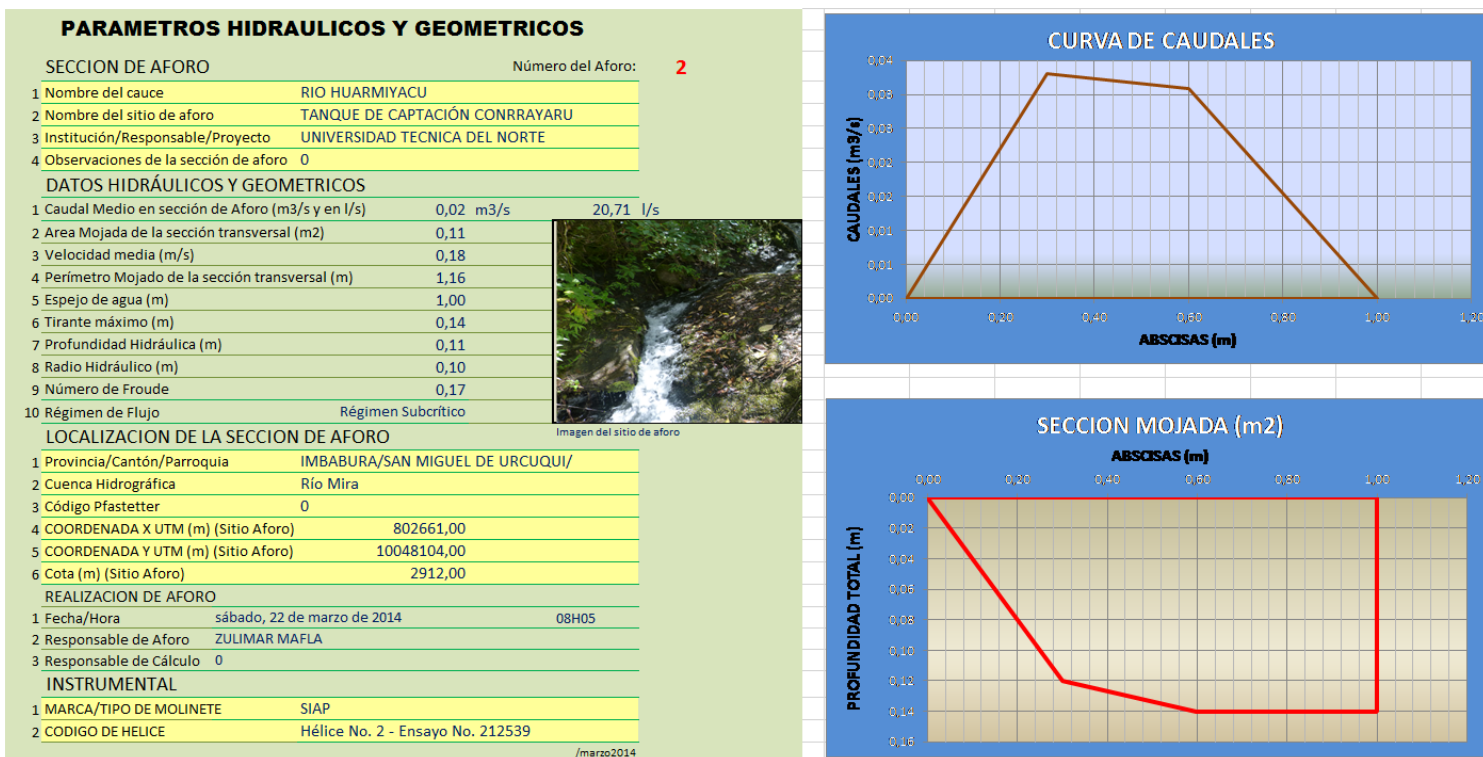 PARAMETROS HIDRAULICOS Y GEOMETRICOS
SECCION DE AFORO Número del Aforo: 2
1 Nombre del cauce RIO HUARMIYACU
2 Nombre del sitio de aforo TANQUE DE CAPTACIÓN CONRRAYARU
3 Institución/Responsable/Proyecto UNIVERSIDAD TECNICA DEL NORTE
4 Observaciones de la sección de aforo 0
DATOS HIDRÁULICOS Y GEOMETRICOS
1 Caudal Medio en sección de Aforo (m3/s y en l/s) 0,02 m3/s 20,71 l/s
2 Area Mojada de la sección transversal (m2) 0,11
3 Velocidad media (m/s) 0,18
4 Perímetro Mojado de la sección transversal (m) 1,16
5 Espejo de agua (m) 1,00
6 Tirante máximo (m) 0,14
7 Profundidad Hidráulica (m) 0,11
8 Radio Hidráulico (m) 0,10
9 Número de Froude 0,17
10 Régimen de Flujo Régimen Subcrítico
Imagen del sitio de aforo
LOCALIZACION DE LA SECCION DE AFORO
1 Provincia/Cantón/Parroquia IMBABURA/SAN MIGUEL DE URCUQUI/
2 Cuenca Hidrográfica Río Mira
3 Código Pfastetter 0
4 COORDENADA X UTM (m) (Sitio Aforo) 802661,00
5 COORDENADA Y UTM (m) (Sitio Aforo) 10048104,00
6 Cota (m) (Sitio Aforo) 2912,00
REALIZACION DE AFORO
1 Fecha/Hora sábado, 22 de marzo de 2014 08H05
2 Responsable de Aforo ZULIMAR MAFLA
3 Responsable de Cálculo 0
INSTRUMENTAL
1 MARCA/TIPO DE MOLINETE SIAP
2 CODIGO DE HELICE Hélice No. 2 - Ensayo No. 212539
/marzo2014
CURVA DE CAUDALES
CAUDALES (m3/s)
0,04
0,03
0,03
0,02
0,02
0,01
0,01
0,00
0,00 0,20 0,40 0,60 0,80 1,00 1,20
ABSCISAS (m)
SECCION MOJADA (m2)
ABSCISAS (m)
0,00 0,20 0,40 0,60 0,80 1,00 1,20
PROFUNDIDAD TOTAL (m)
0,00
0,02
0,04
0,06
0,08
0,10
0,12
0,14
0,16